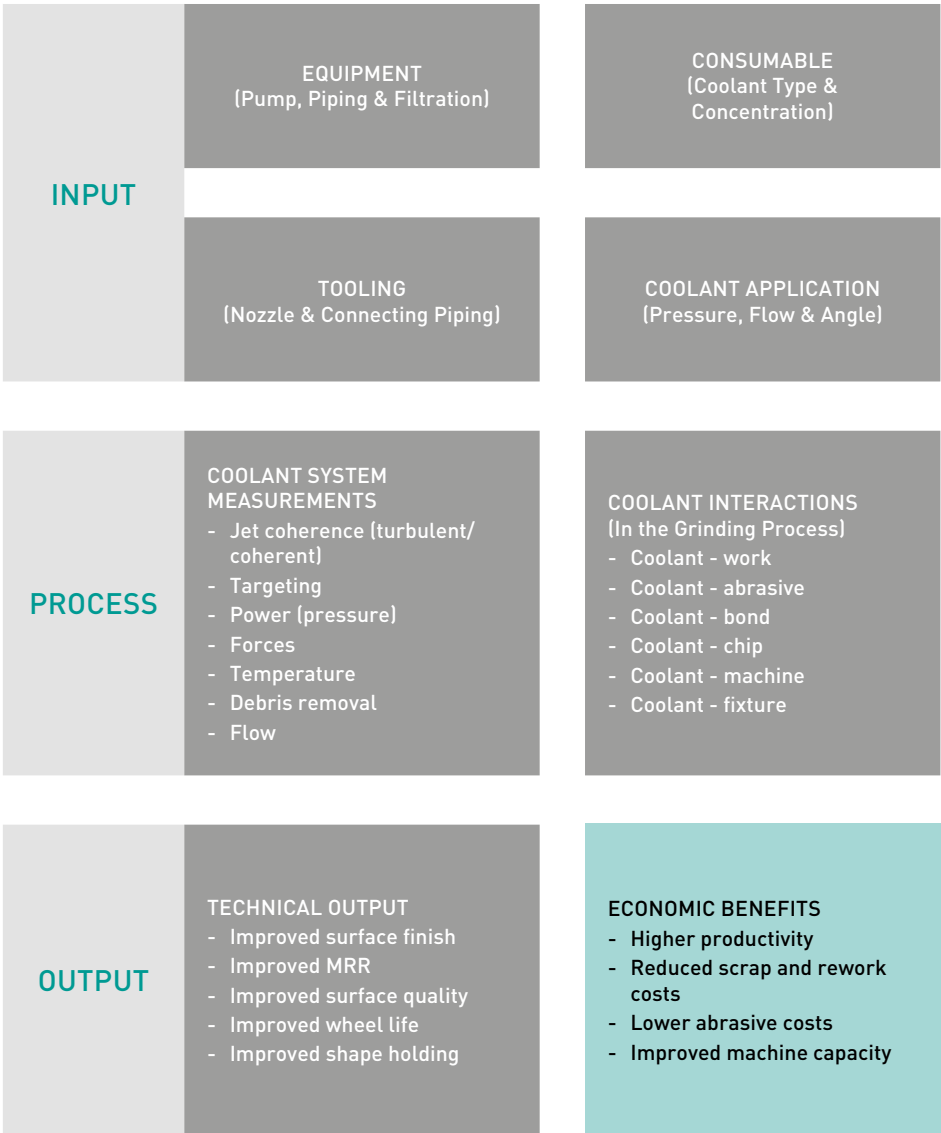 INPUT
EQUIPMENT
(Pump, Piping & Filtration)
CONSUMABLE
(Coolant Type &
Concentration)
TOOLING
(Nozzle & Connecting Piping)
COOLANT APPLICATION
(Pressure, Flow & Angle)
PROCESS
COOLANT SYSTEM
MEASUREMENTS
- Jet coherence (turbulent/
coherent)
- Targeting
- Power (pressure)
- Forces
- Temperature
- Debris removal
- Flow
COOLANT INTERACTIONS
(In the Grinding Process)
- Coolant - work
- Coolant - abrasive
- Coolant - bond
- Coolant - chip
- Coolant - machine
- Coolant - fixture
OUTPUT
TECHNICAL OUTPUT
- Improved surface finish
- Improved MRR
- Improved surface quality
- Improved wheel life
- Improved shape holding
ECONOMIC BENEFITS
- Higher productivity
- Reduced scrap and rework
costs
- Lower abrasive costs
- Improved machine capacity